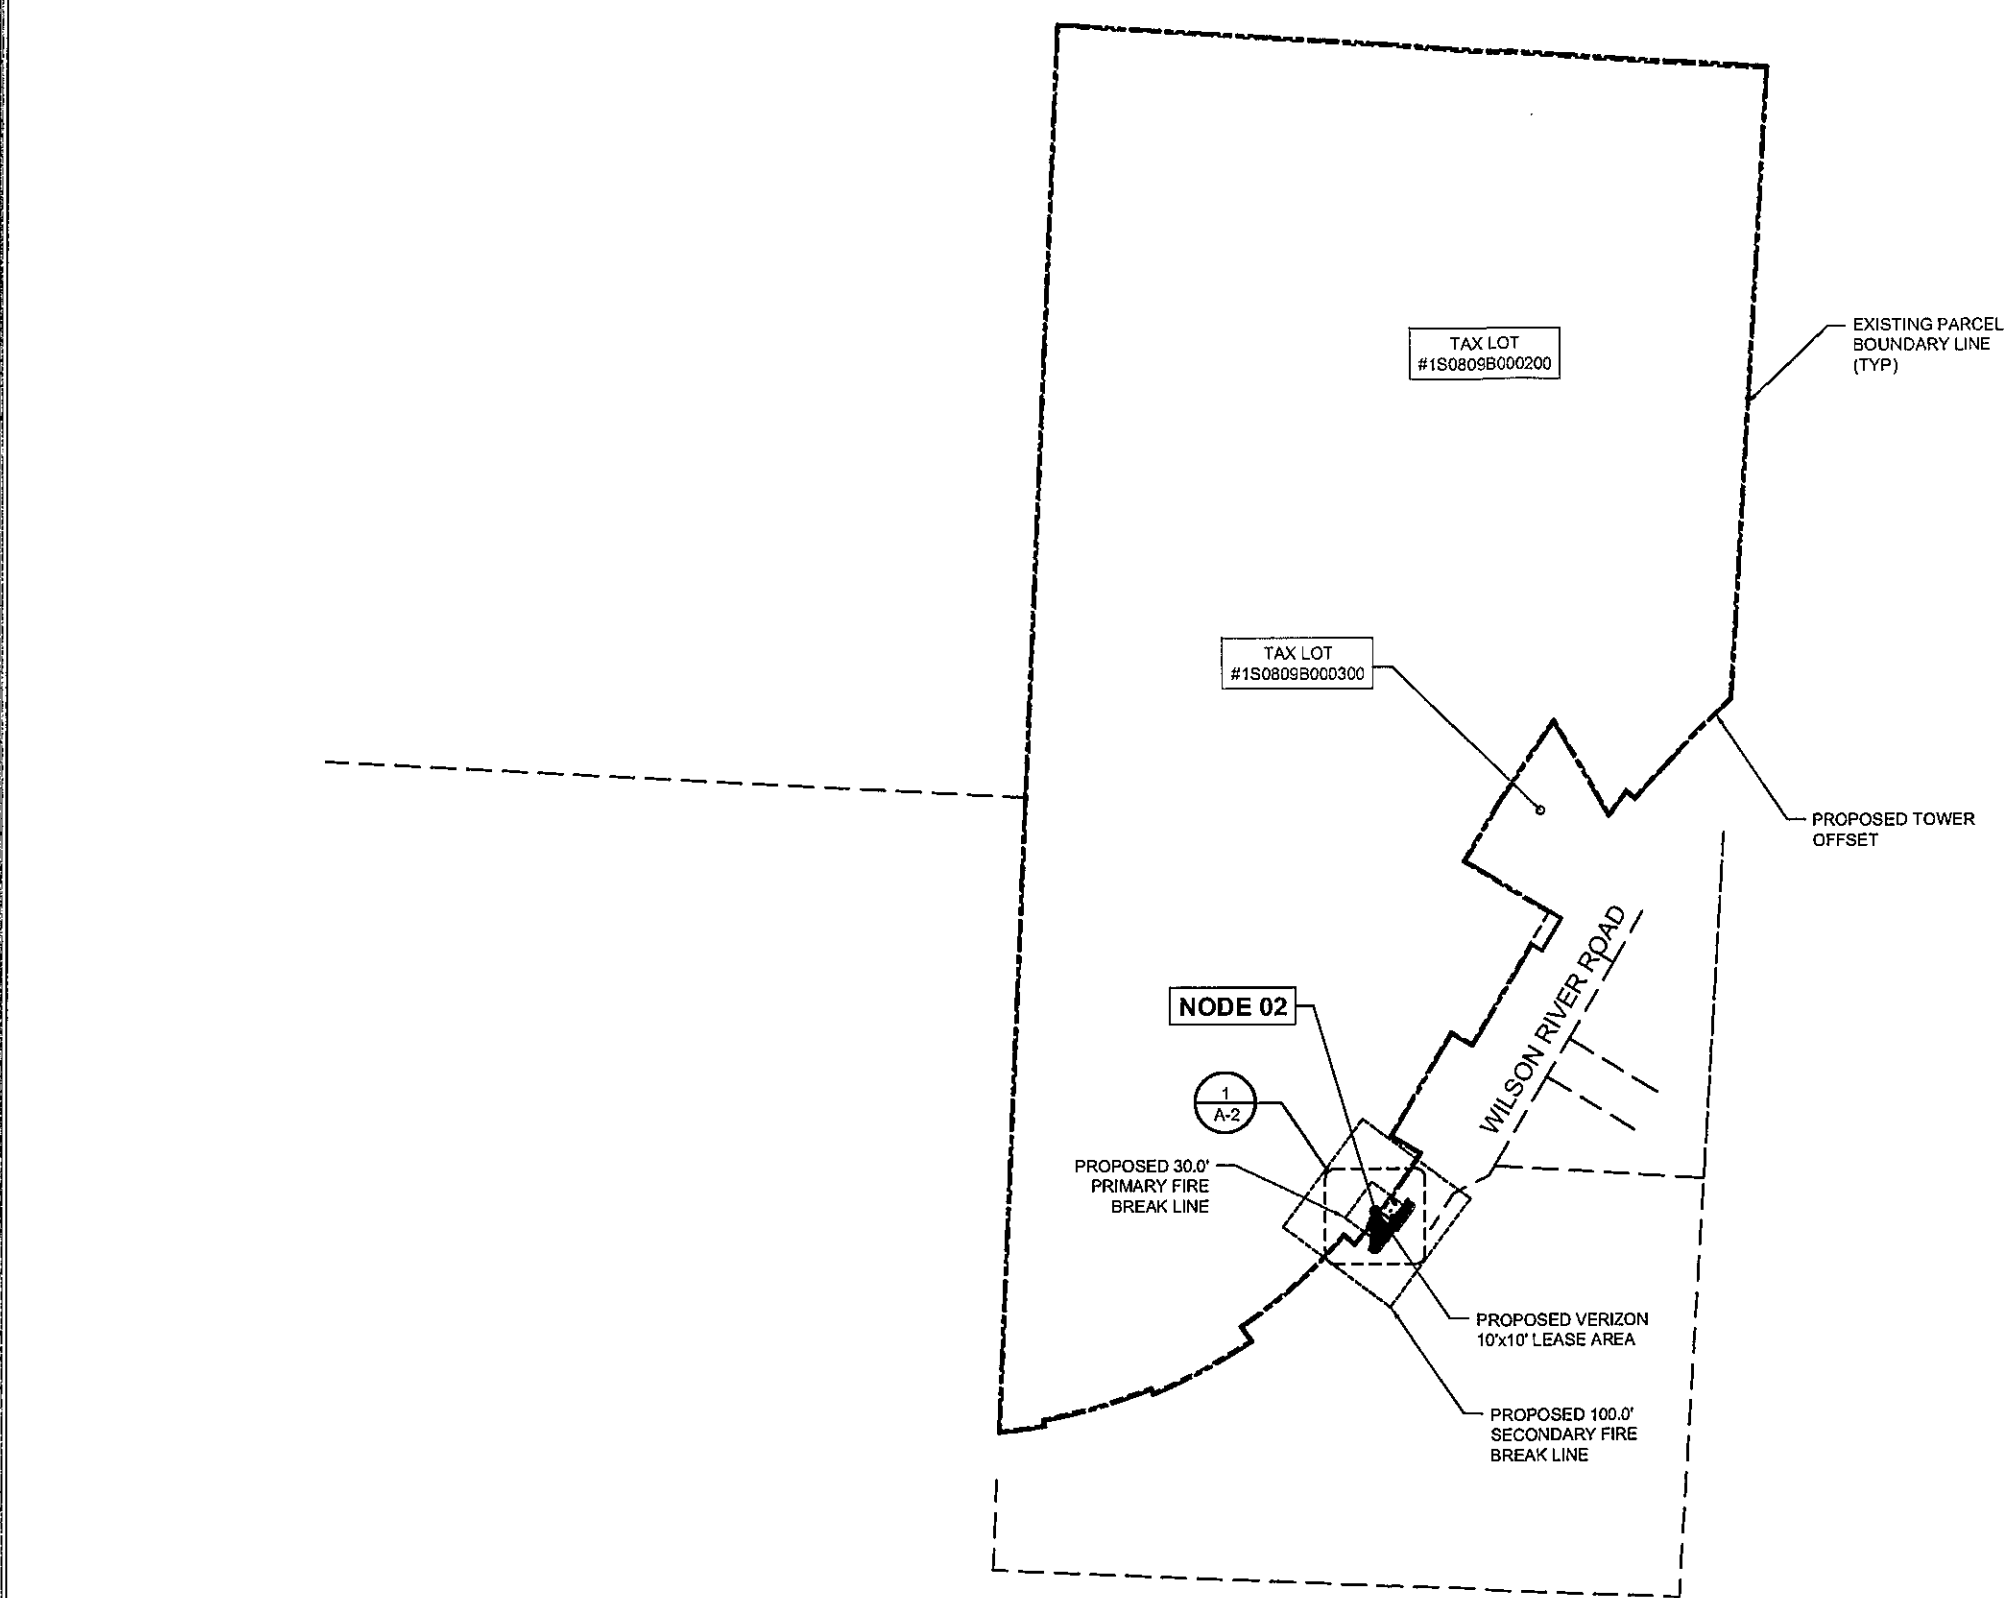 TAX LOT
#1S0809B000200
EXISTING PARCEL
BOUNDARY LINE
(TYP)
TAX LOT
#1S0809B000300
PROPOSED TOWER
OFFSET
WILSON RIVER ROAD
NODE 02
1
A-2
PROPOSED 30.0'
PRIMARY FIRE
BREAK LINE
PROPOSED VERIZON
10'x10' LEASE AREA
PROPOSED 100.0'
SECONDARY FIRE
BREAK LINE